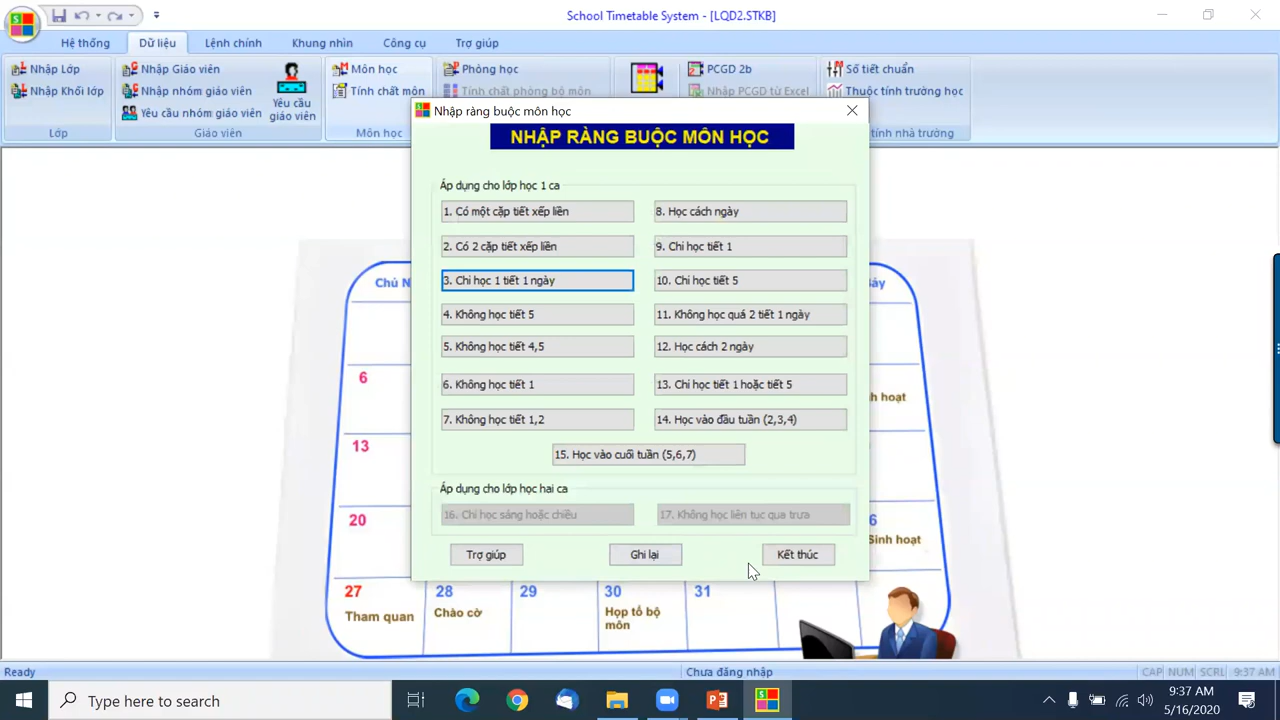 School Timetable System - [LQD2.STKB]
Hệ thống
Dữ liệu
Lệnh chính
Khung nhìn
Công cụ
Trợ giúp
Nhập Lớp
Nhập Giáo viên
Môn học
Phòng học
PCGD 2b
Số tiết chuẩn
Nhập Khối lớp
Nhập nhóm giáo viên
Tính chất môn
Tính chất phòng bộ môn
Nhập PCGD từ Excel
Thuộc tính trường học
Yêu cầu nhóm giáo viên
Yêu cầu
giáo viên
Lớp
Giáo viên
Môn học
tính nhà trường
Nhập ràng buộc môn học
NHẬP RÀNG BUỘC MÔN HỌC
Áp dụng cho lớp học 1 ca
1. Có một cặp tiết xếp liền
8. Học cách ngày
2. Có 2 cặp tiết xếp liền
9. Chi học tiết 1
3. Chi học 1 tiết 1 ngày
10. Chi học tiết 5
4. Không học tiết 5
11. Không học quá 2 tiết 1 ngày
5. Không học tiết 4,5
12. Học cách 2 ngày
6. Không học tiết 1
13. Chi học tiết 1 hoặc tiết 5
7. Không học tiết 1,2
14. Học vào đầu tuần (2,3,4)
15. Học vào cuối tuần (5,6,7)
Áp dụng cho lớp học hai ca
16. Chi học sáng hoặc chiều
17. Không học liên tục qua trưa
Trợ giúp
Ghi lại
Kết thúc
Chủ N
ảy
6
h hoạt
13
20
6
Sinh hoạt
27
Tham quan
28
Chào cờ
29
30
Họp tổ bộ
môn
31
Ready
Chưa đăng nhập
CAP NUM SCRL 9:37 AM
Type here to search
9:37 AM
5/16/2020